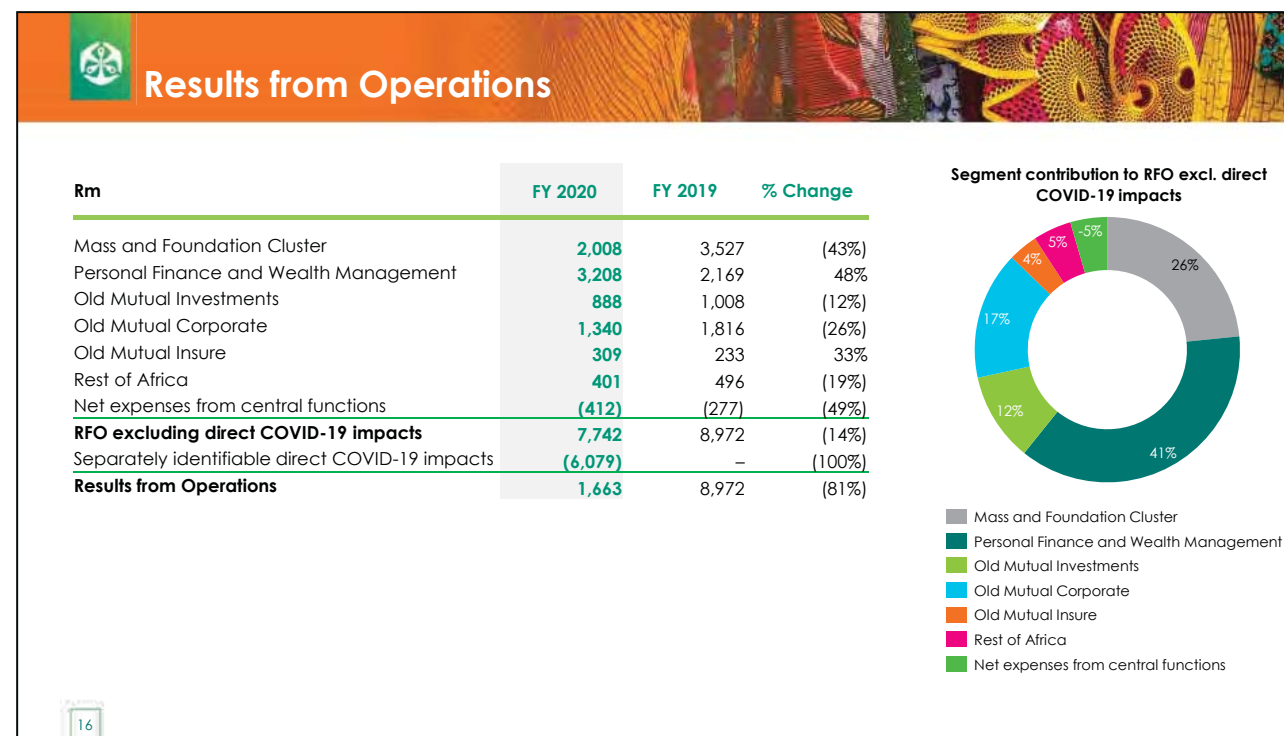 Results from Operations
Rm FY 2020 FY 2019 % Change
Mass and Foundation Cluster 2,008 3,527 (43%)
Personal Finance and Wealth Management 3,208 2,169 48%
Old Mutual Investments 888 1,008 (12%)
Old Mutual Corporate 1,340 1,816 (26%)
Old Mutual Insure 309 233 33%
Rest of Africa 401 496 (19%)
Net expenses from central functions (412) (277) (49%)
RFO excluding direct COVID-19 impacts 7,742 8,972 (14%)
Separately identifiable direct COVID-19 impacts (6,079) – (100%)
Results from Operations 1,663 8,972 (81%)
Segment contribution to RFO excl. direct
COVID-19 impacts
26%
41%
12%
17%
4%
5%
-5%
Mass and Foundation Cluster
Personal Finance and Wealth Management
Old Mutual Investments
Old Mutual Corporate
Old Mutual Insure
Rest of Africa
Net expenses from central functions
16